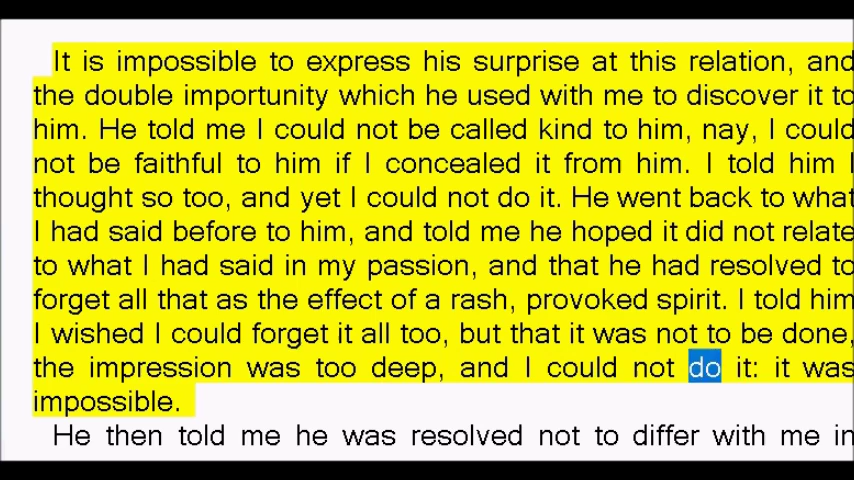 It is impossible to express his surprise at this relation, and
the double importunity which he used with me to discover it to
him. He told me I could not be called kind to him, nay, I could
not be faithful to him if I concealed it from him. I told him I
thought so too, and yet I could not do it. He went back to what
I had said before to him, and told me he hoped it did not relate
to what I had said in my passion, and that he had resolved to
forget all that as the effect of a rash, provoked spirit. I told him
I wished I could forget it all too, but that it was not to be done,
the impression was too deep, and I could not do it: it was
impossible.
He then told me he was resolved not to differ with me in